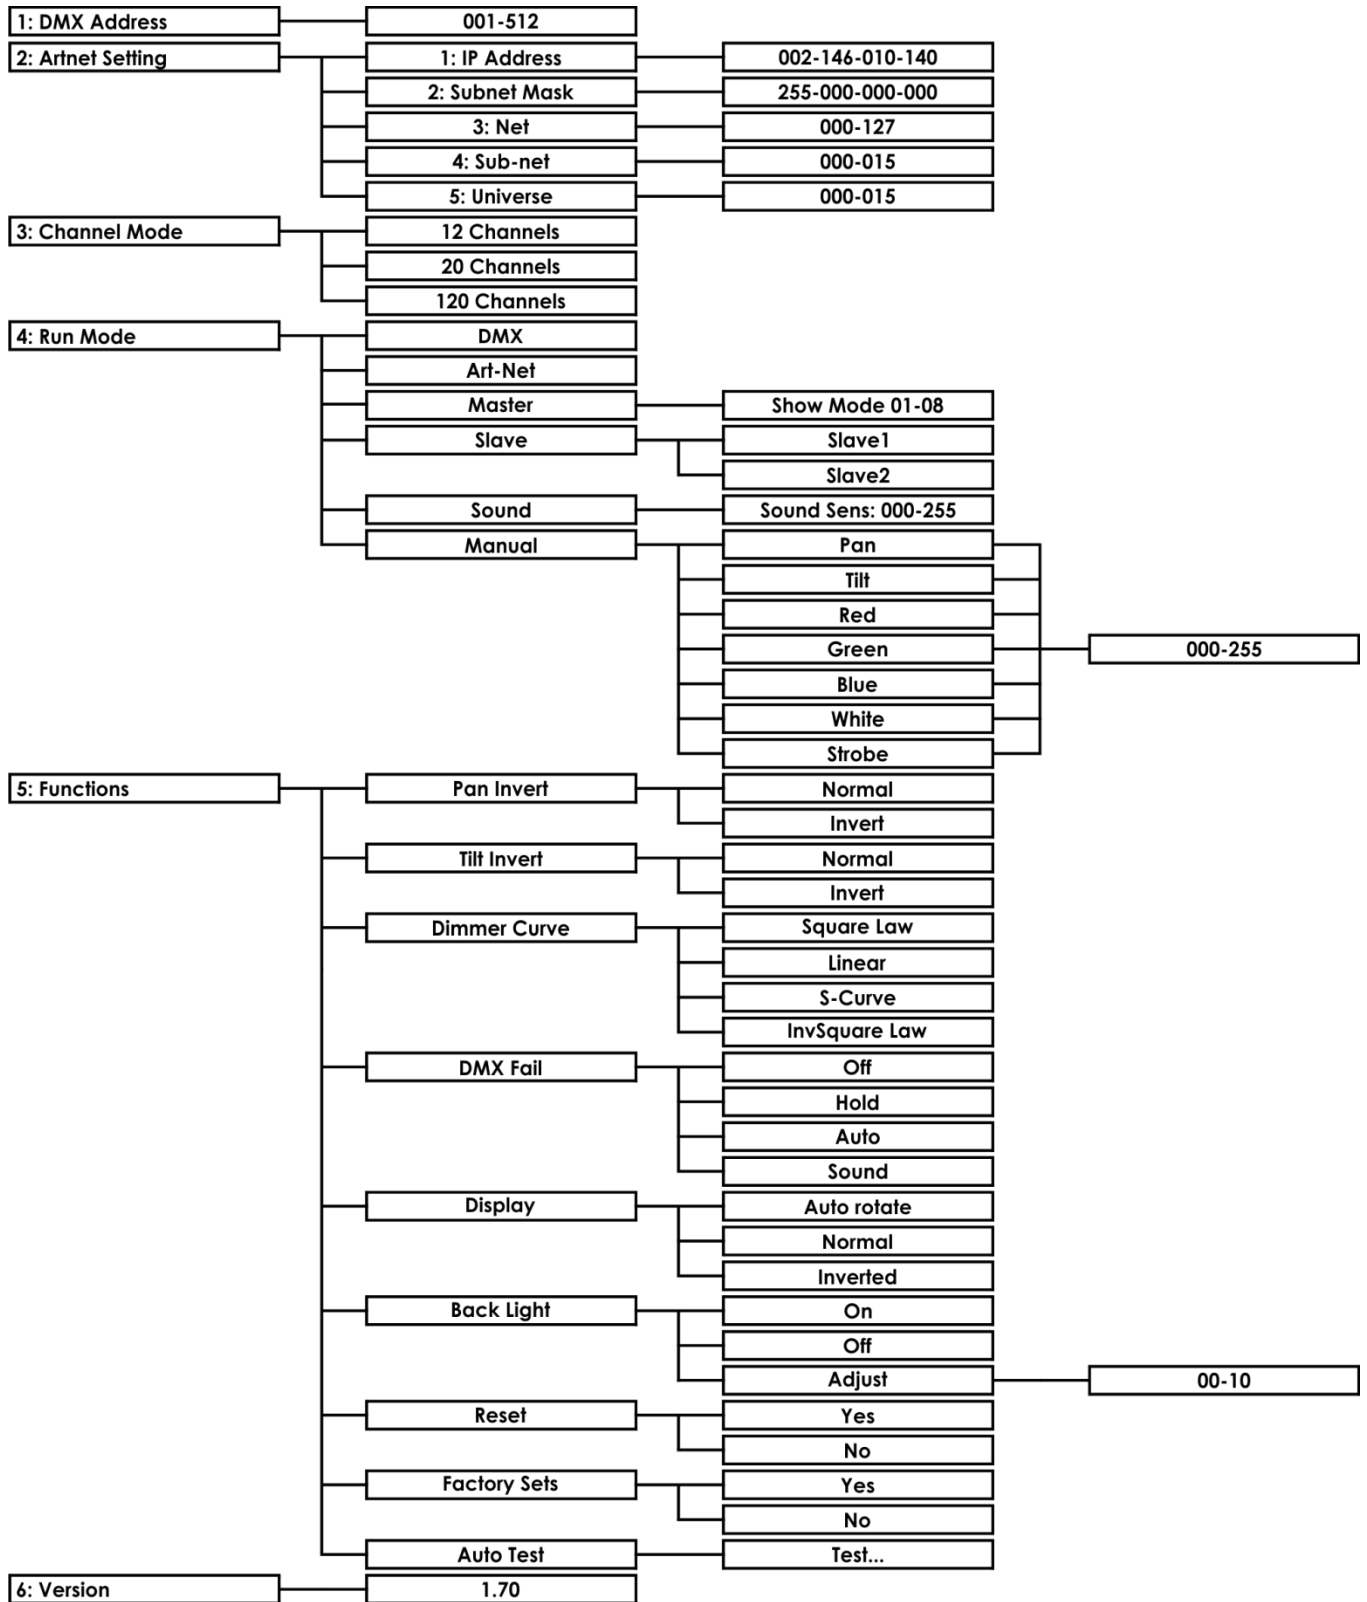 1: DMX Address 001-512
2: Artnet Setting 1: IP Address 002-146-010-140
2: Subnet Mask 255-000-000-000
3: Net 000-127
4: Sub-net 000-015
5: Universe 000-015
3: Channel Mode 12 Channels
20 Channels
120 Channels
4: Run Mode DMX
Art-Net
Master Show Mode 01-08
Slave Slave1
Slave2
Sound Sound Sens: 000-255
Manual Pan
Tilt
Red
Green 000-255
Blue
White
Strobe
5: Functions Pan Invert Normal
Invert
Tilt Invert Normal
Invert
Dimmer Curve Square Law
Linear
S-Curve
InvSquare Law
DMX Fail Off
Hold
Auto
Sound
Display Auto rotate
Normal
Inverted
Back Light On
Off
Adjust 00-10
Reset Yes
No
Factory Sets Yes
No
Auto Test Test...
6: Version 1.70